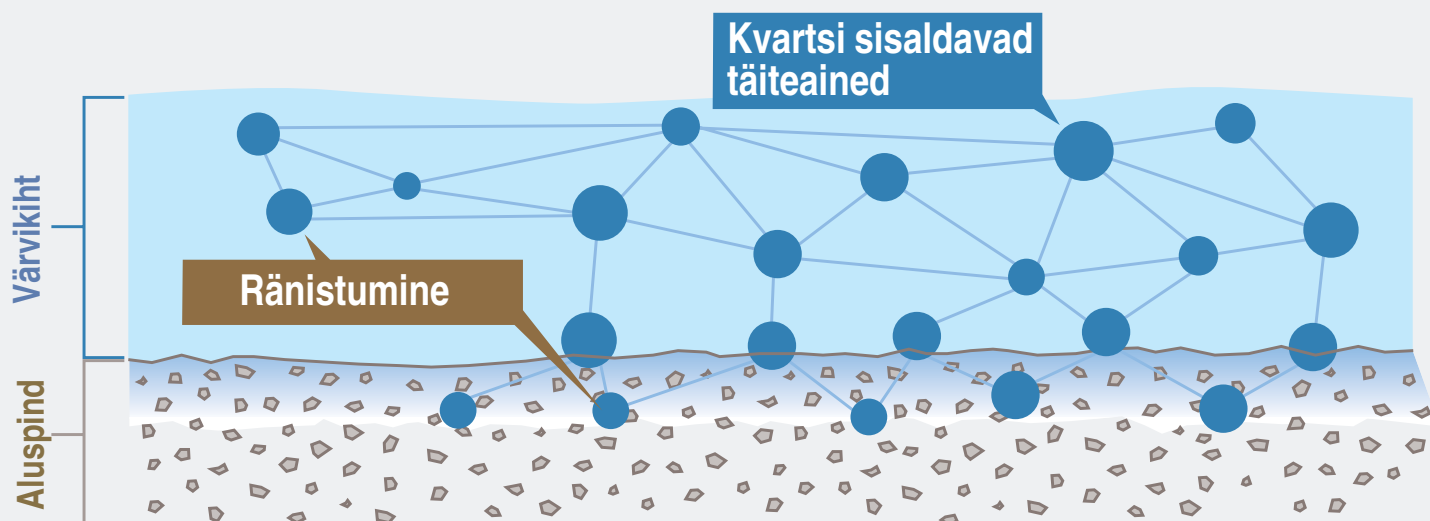 Kvartsi sisaldavad
täiteained
Värvikiht
Ränistumine
Aluspind